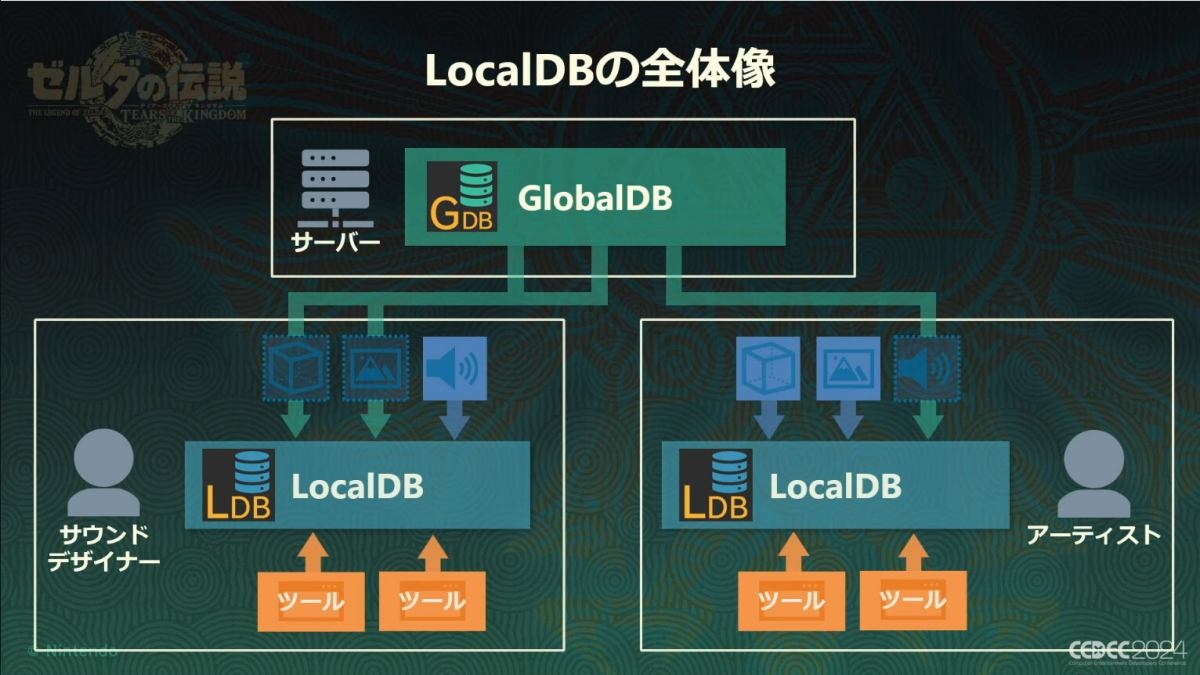 LocalDBの全体像
ゼルダの伝説
THE LEGEND OF ZELDA
TEARS OF THE KINGDOM
GDB
GlobalDB
サーバー
LDB
LocalDB
LDB
LocalDB
サウンド
デザイナー
アーティスト
ツール
ツール
ツール
ツール
© Nintendo
CEDEC2024
Computer Entertainment Developers Conference